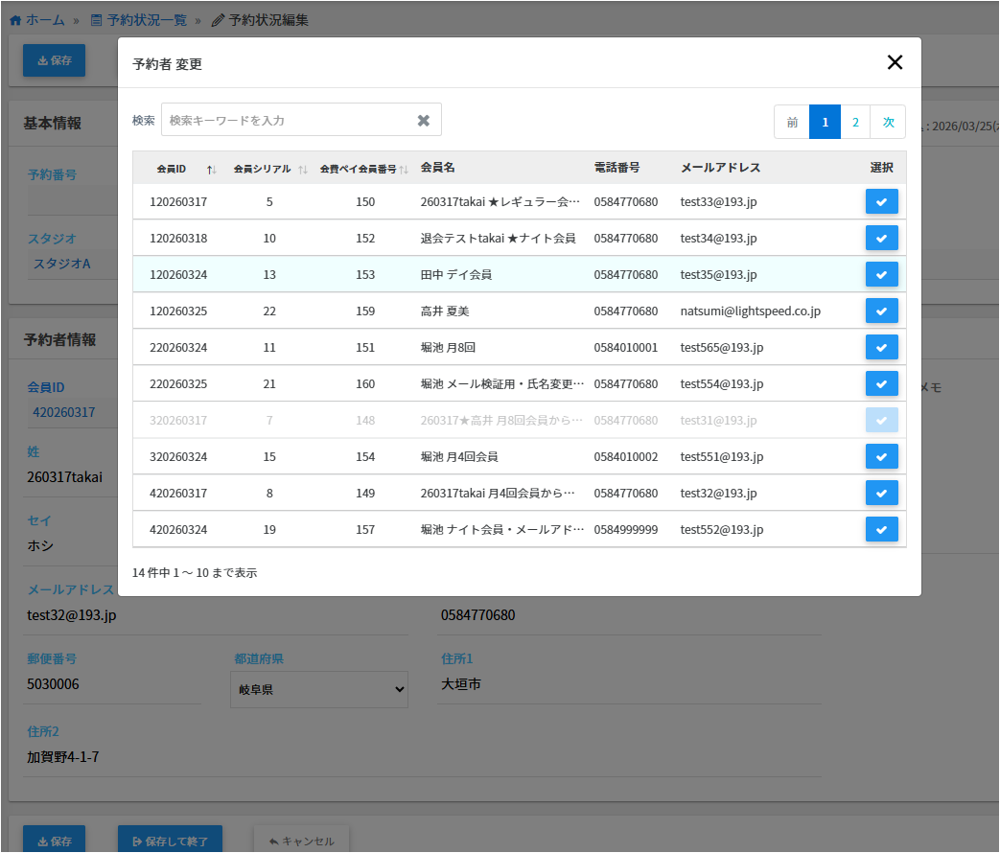 ホーム » 予約状況一覧 » 予約状況編集
保存
予約者 変更
基本情報
検索 検索キーワードを入力 前 1 2 次
: 2026/03/25(
会員ID 会員シリアル 会費ペイ会員番号 会員名 電話番号 メールアドレス 選択
予約番号
120260317 5 150 260317takai ★レギュラー会… 0584770680 test33@193.jp
スタジオ
120260318 10 152 退会テストtakai ★ナイト会員 0584770680 test34@193.jp
スタジオA
120260324 13 153 田中 デイ会員 0584770680 test35@193.jp
120260325 22 159 高井 夏美 0584770680 natsumi@lightspeed.co.jp
予約者情報
220260324 11 151 堀池 月8回 0584010001 test565@193.jp
会員ID
220260325 21 160 堀池 メール検証用・氏名変更… 0584770680 test554@193.jp
メモ
420260317
320260317 7 148 260317★高井 月8回会員から… 0584770680 test31@193.jp
姓
320260324 15 154 堀池 月4回会員 0584010002 test551@193.jp
260317takai
420260317 8 149 260317takai 月4回会員から… 0584770680 test32@193.jp
セイ
420260324 19 157 堀池 ナイト会員・メールアド… 0584999999 test552@193.jp
ホシ
14 件中 1 ～ 10 まで表示
メールアドレス
test32@193.jp 0584770680
郵便番号 都道府県 住所1
5030006 岐阜県 大垣市
住所2
加賀野4-1-7
保存 保存して終了 キャンセル